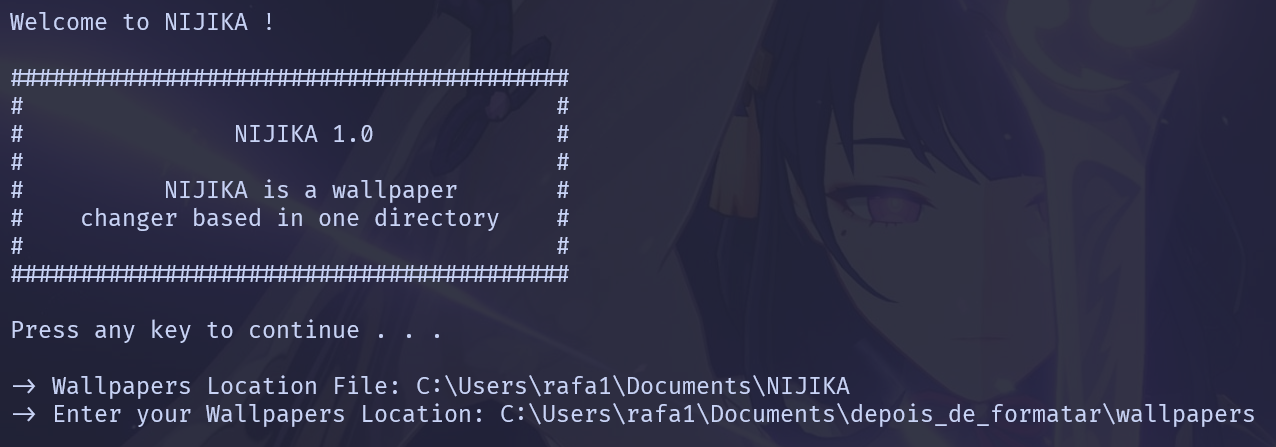 Welcome to NIJIKA !
########################################
# #
# NIJIKA 1.0 #
# #
# NIJIKA is a wallpaper #
# changer based in one directory #
# #
########################################
Press any key to continue . . .
-> Wallpapers Location File: C:\Users\rafa1\Documents\NIJIKA
-> Enter your Wallpapers Location: C:\Users\rafa1\Documents\depois_de_formatar\wallpapers